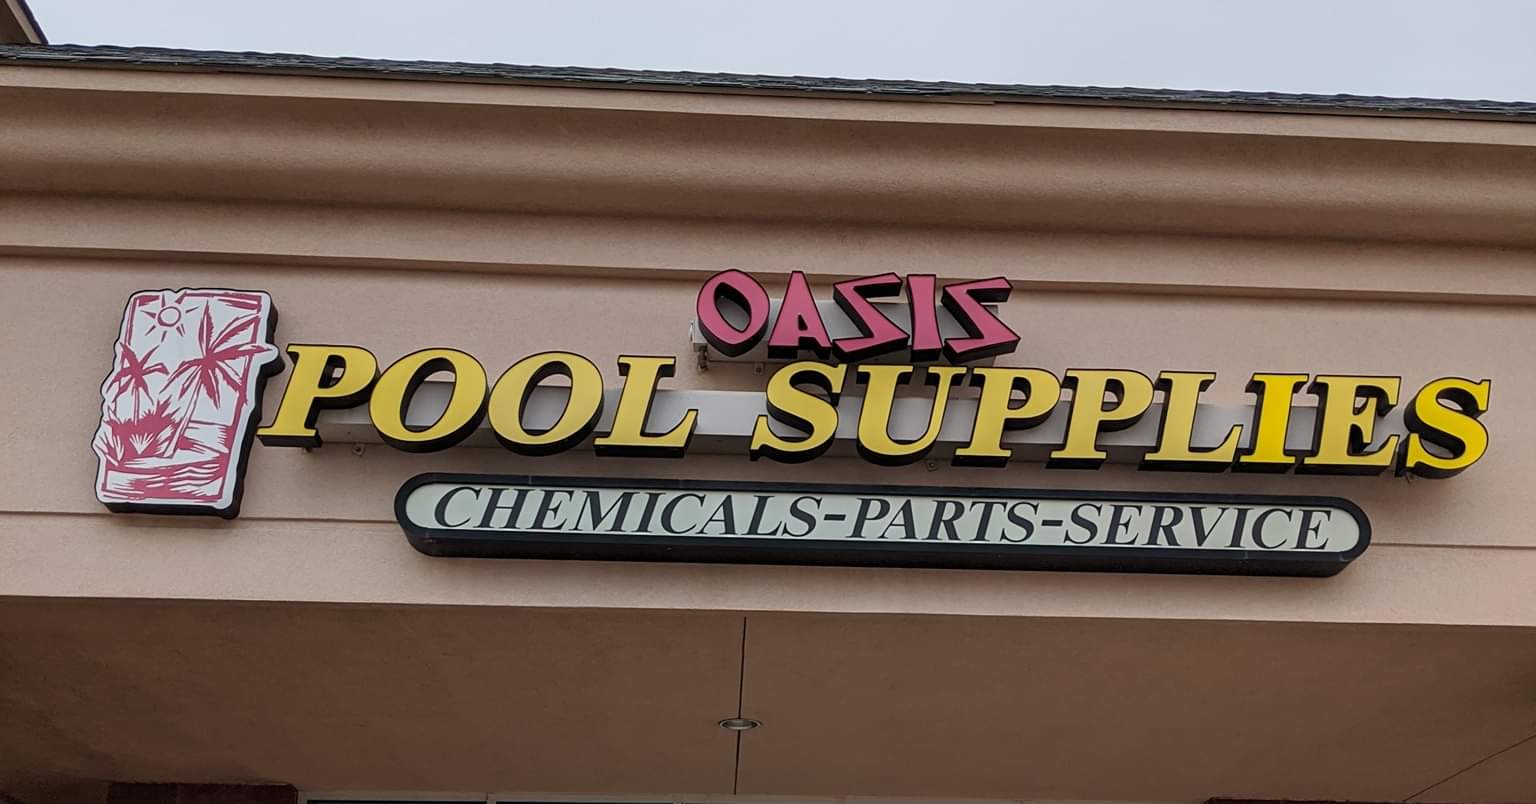 OASIS
POOL SUPPLIES
CHEMICALS-PARTS-SERVICE